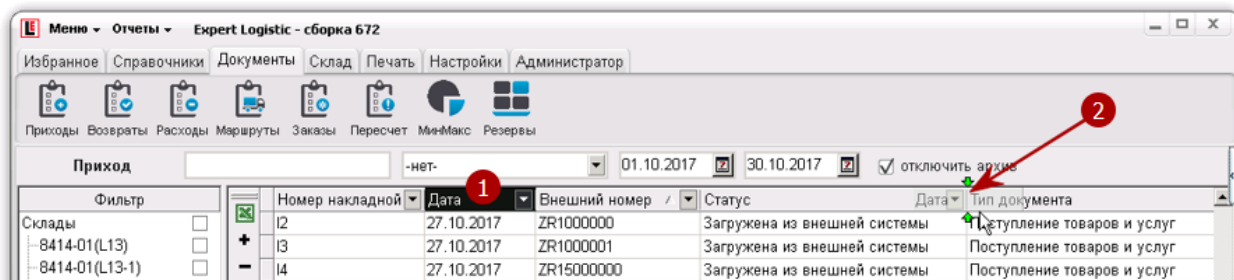 LE Меню Отчеты Expert Logistic - сборка 672
Избранное Справочники Документы Склад Печать Настройки Администратор
Приходы Возвраты Расходы Маршруты Заказы Пересчет МинМакс Резервы
2
Приход -нет- 01.10.2017 30.10.2017 отключить архив
1
Фильтр Номер накладной Дата Внешний номер Статус Дата Тип документа
Склады I2 27.10.2017 ZR1000000 Загружена из внешней системы Поступление товаров и услуг
8414-01(L13) I3 27.10.2017 ZR1000001 Загружена из внешней системы Поступление товаров и услуг
8414-01(L13-1) I4 27.10.2017 ZR15000000 Загружена из внешней системы Поступление товаров и услуг